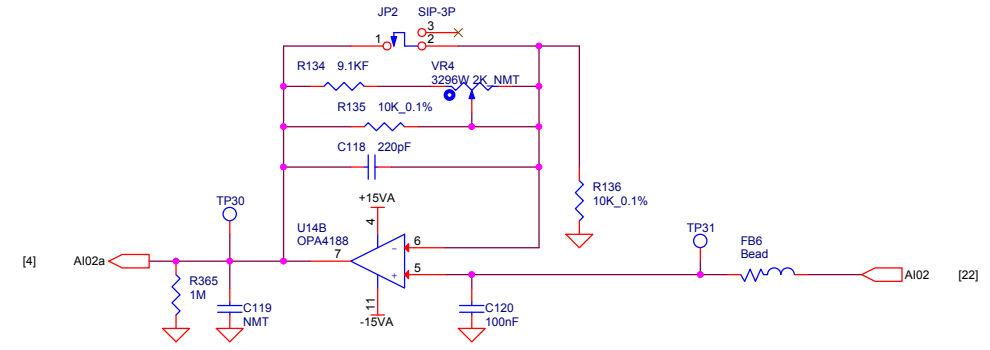 JP2 SIP-3P
3
1 2
R134 9.1KF VR4
3296W 2K_NMT
R135 10K_0.1%
C118 220pF
R136
10K_0.1%
+15VA
TP30
4
U14B
OPA4188
TP31
6
FB6
Bead
[4] AI02a 7 5 AI02 [22]
R365
1M
11
C119
NMT
C120
100nF
-15VA